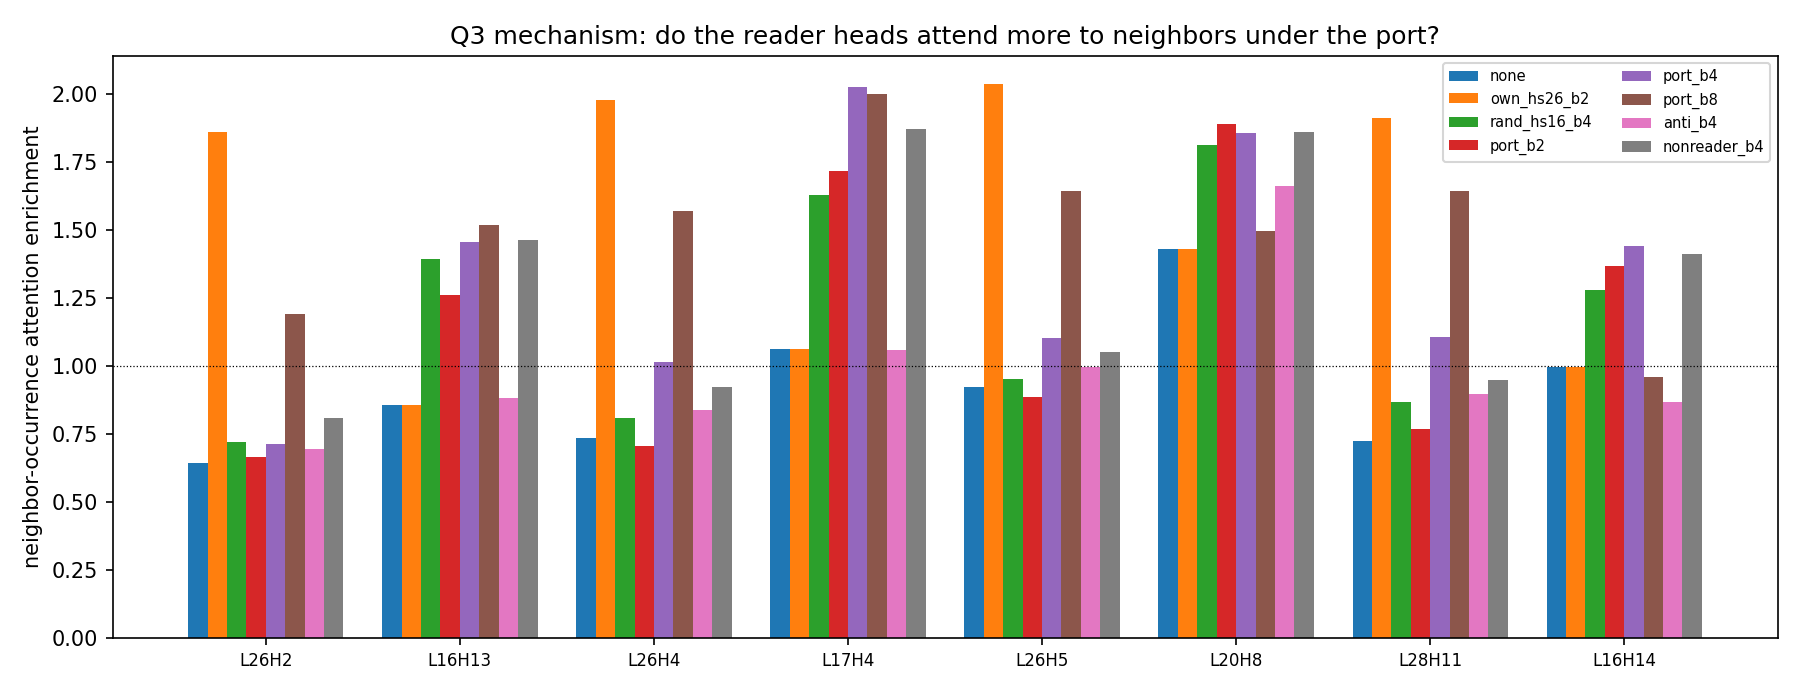 Q3 mechanism: do the reader heads attend more to neighbors under the port?
neighbor-occurrence attention enrichment
2.00
1.75
1.50
1.25
1.00
0.75
0.50
0.25
0.00
none
own_hs26_b2
rand_hs16_b4
port_b2
port_b4
port_b8
anti_b4
nonreader_b4
L26H2
L16H13
L26H4
L17H4
L26H5
L20H8
L28H11
L16H14